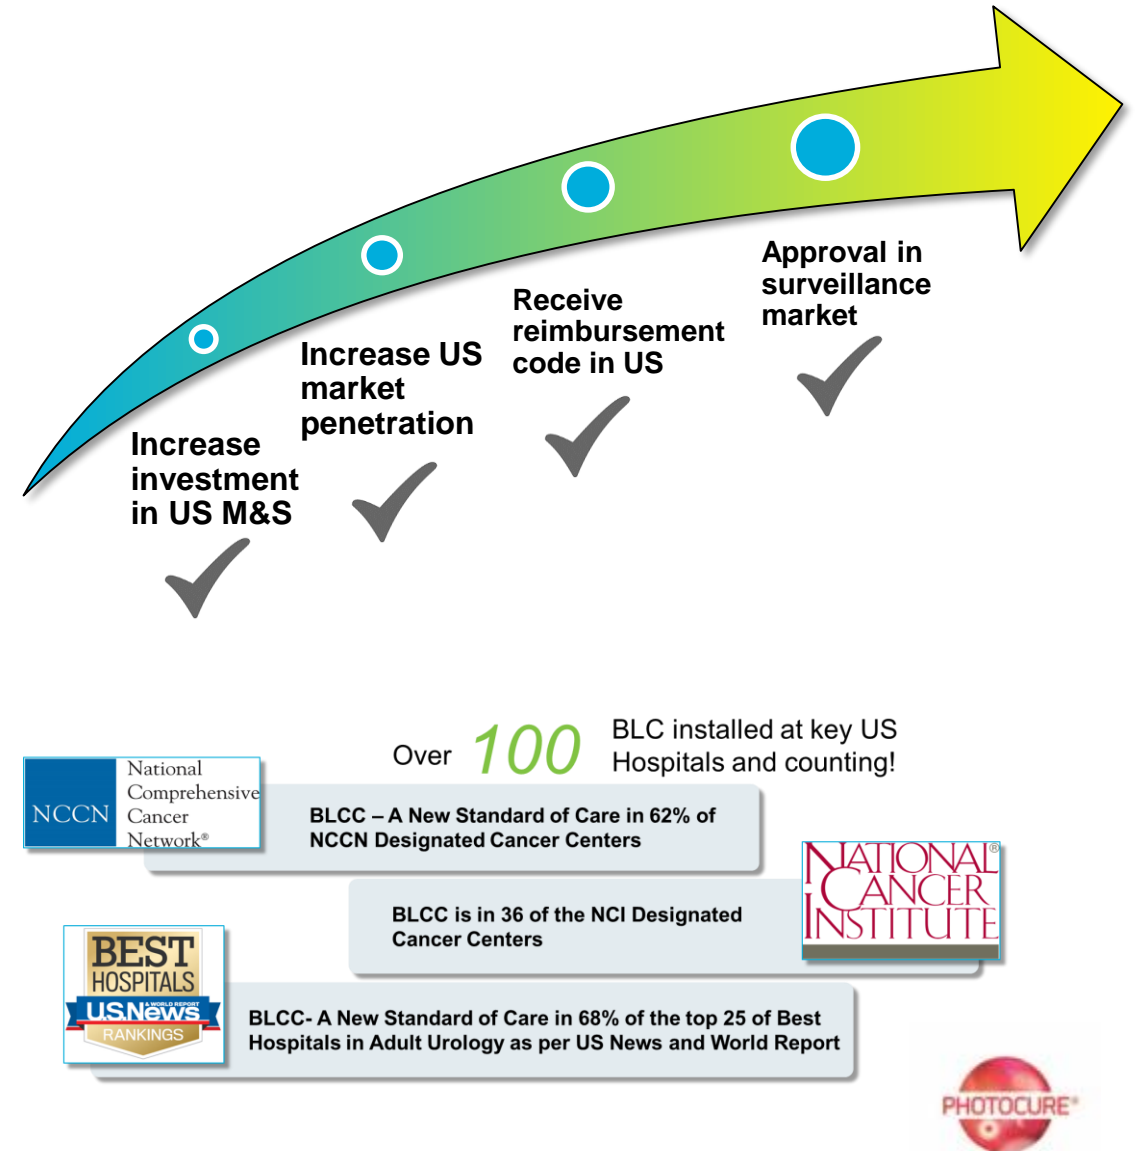 Approval in
surveillance
market
Receive
reimbursement
code in US
Increase US
market
penetration
Increase
investment
in US M&S
Over 100 BLC installed at key US
Hospitals and counting!
NCCN
National
Comprehensive
Cancer
Network®
BLCC – A New Standard of Care in 62% of
NCCN Designated Cancer Centers
NATIONAL®
CANCER
INSTITUTE
BLCC is in 36 of the NCI Designated
Cancer Centers
BEST
HOSPITALS
U.S.News
& WORLD REPORT
RANKINGS
BLCC- A New Standard of Care in 68% of the top 25 of Best
Hospitals in Adult Urology as per US News and World Report
PHOTOCURE®